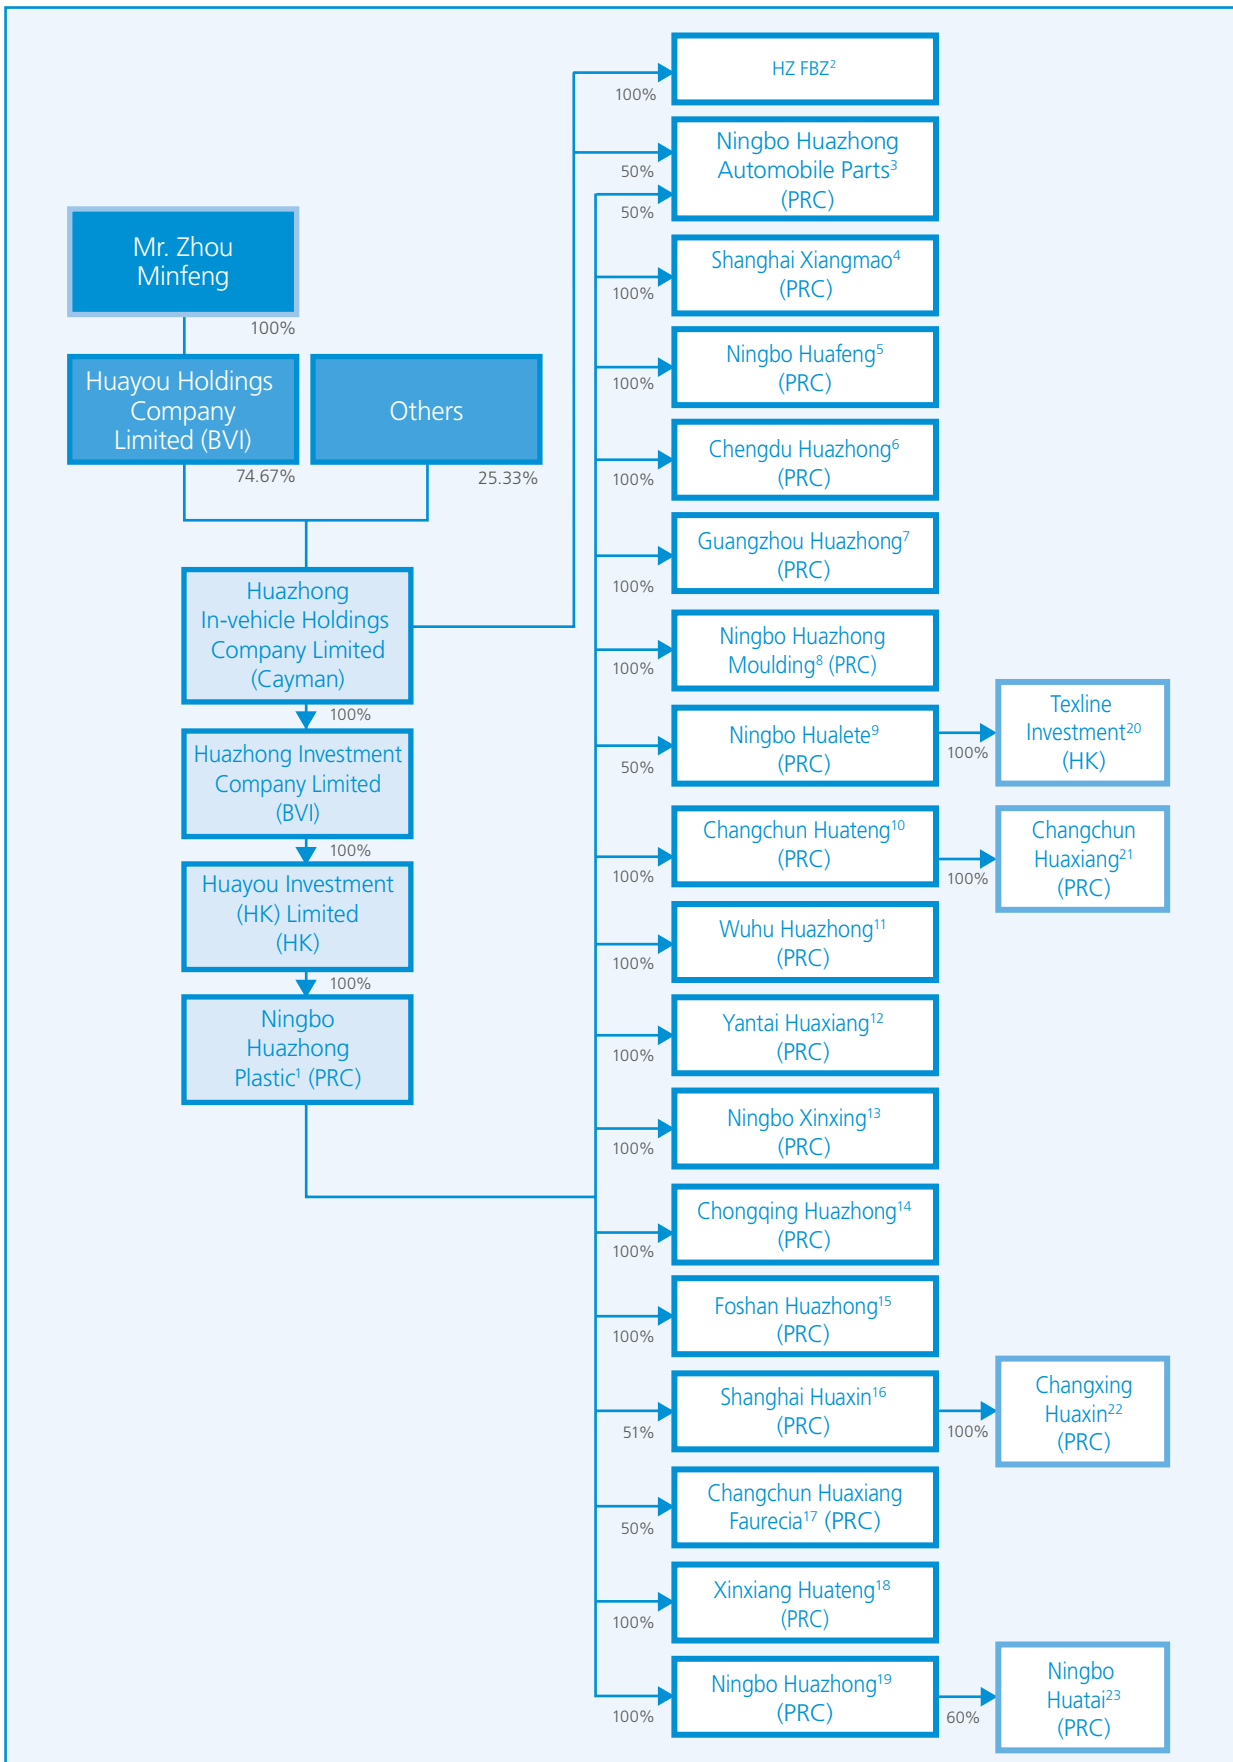 Mr. Zhou
Minfeng
100%
Huayou Holdings
Company
Limited (BVI)
74.67%
Others
25.33%
Huazhong
In-vehicle Holdings
Company Limited
(Cayman)
100%
Huazhong Investment
Company Limited
(BVI)
100%
Huayou Investment
(HK) Limited
(HK)
100%
Ningbo
Huazhong
Plastic¹ (PRC)
100%
HZ FBZ²
50%
50%
Ningbo Huazhong
Automobile Parts³
(PRC)
100%
Shanghai Xiangmao⁴
(PRC)
100%
Ningbo Huafeng⁵
(PRC)
100%
Chengdu Huazhong⁶
(PRC)
100%
Guangzhou Huazhong⁷
(PRC)
100%
Ningbo Huazhong
Moulding⁸ (PRC)
50%
Ningbo Hualete⁹
(PRC)
100%
Texline
Investment²⁰
(HK)
100%
Changchun Huateng¹⁰
(PRC)
100%
Changchun
Huaxiang²¹
(PRC)
100%
Wuhu Huazhong¹¹
(PRC)
100%
Yantai Huaxiang¹²
(PRC)
100%
Ningbo Xinxing¹³
(PRC)
100%
Chongqing Huazhong¹⁴
(PRC)
100%
Foshan Huazhong¹⁵
(PRC)
51%
Shanghai Huaxin¹⁶
(PRC)
100%
Changxing
Huaxin²²
(PRC)
50%
Changchun Huaxiang
Faurecia¹⁷ (PRC)
100%
Xinxiang Huateng¹⁸
(PRC)
100%
Ningbo Huazhong¹⁹
(PRC)
60%
Ningbo
Huatai²³
(PRC)